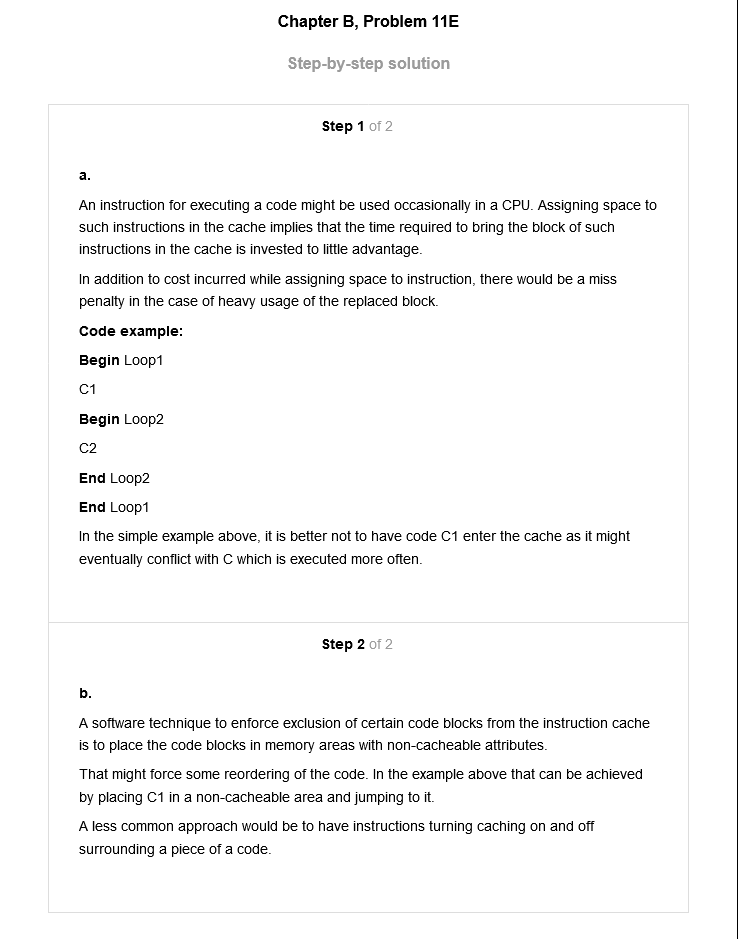 Chapter B, Problem 11E
Step-by-step solution
Step 1 of 2
a.
An instruction for executing a code might be used occasionally in a CPU. Assigning space to
such instructions in the cache implies that the time required to bring the block of such
instructions in the cache is invested to little advantage.
In addition to cost incurred while assigning space to instruction, there would be a miss
penalty in the case of heavy usage of the replaced block.
Code example:
Begin Loop1
C1
Begin Loop2
C2
End Loop2
End Loop1
In the simple example above, it is better not to have code C1 enter the cache as it might
eventually conflict with C which is executed more often.
Step 2 of 2
b.
A software technique to enforce exclusion of certain code blocks from the instruction cache
is to place the code blocks in memory areas with non-cacheable attributes.
That might force some reordering of the code. In the example above that can be achieved
by placing C1 in a non-cacheable area and jumping to it.
A less common approach would be to have instructions turning caching on and off
surrounding a piece of a code.